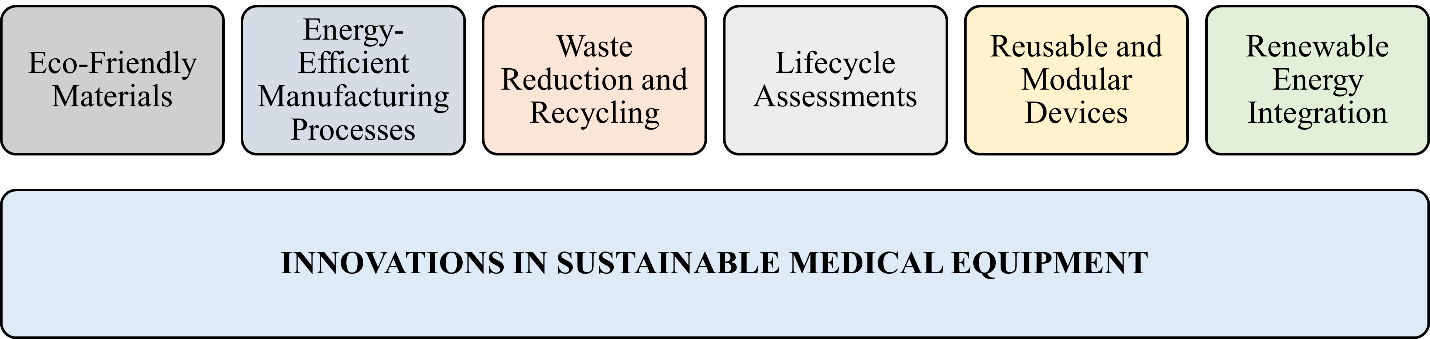 Eco-Friendly
Materials
Energy-
Efficient
Manufacturing
Processes
Waste
Reduction and
Recycling
Lifecycle
Assessments
Reusable and
Modular
Devices
Renewable
Energy
Integration
INNOVATIONS IN SUSTAINABLE MEDICAL EQUIPMENT